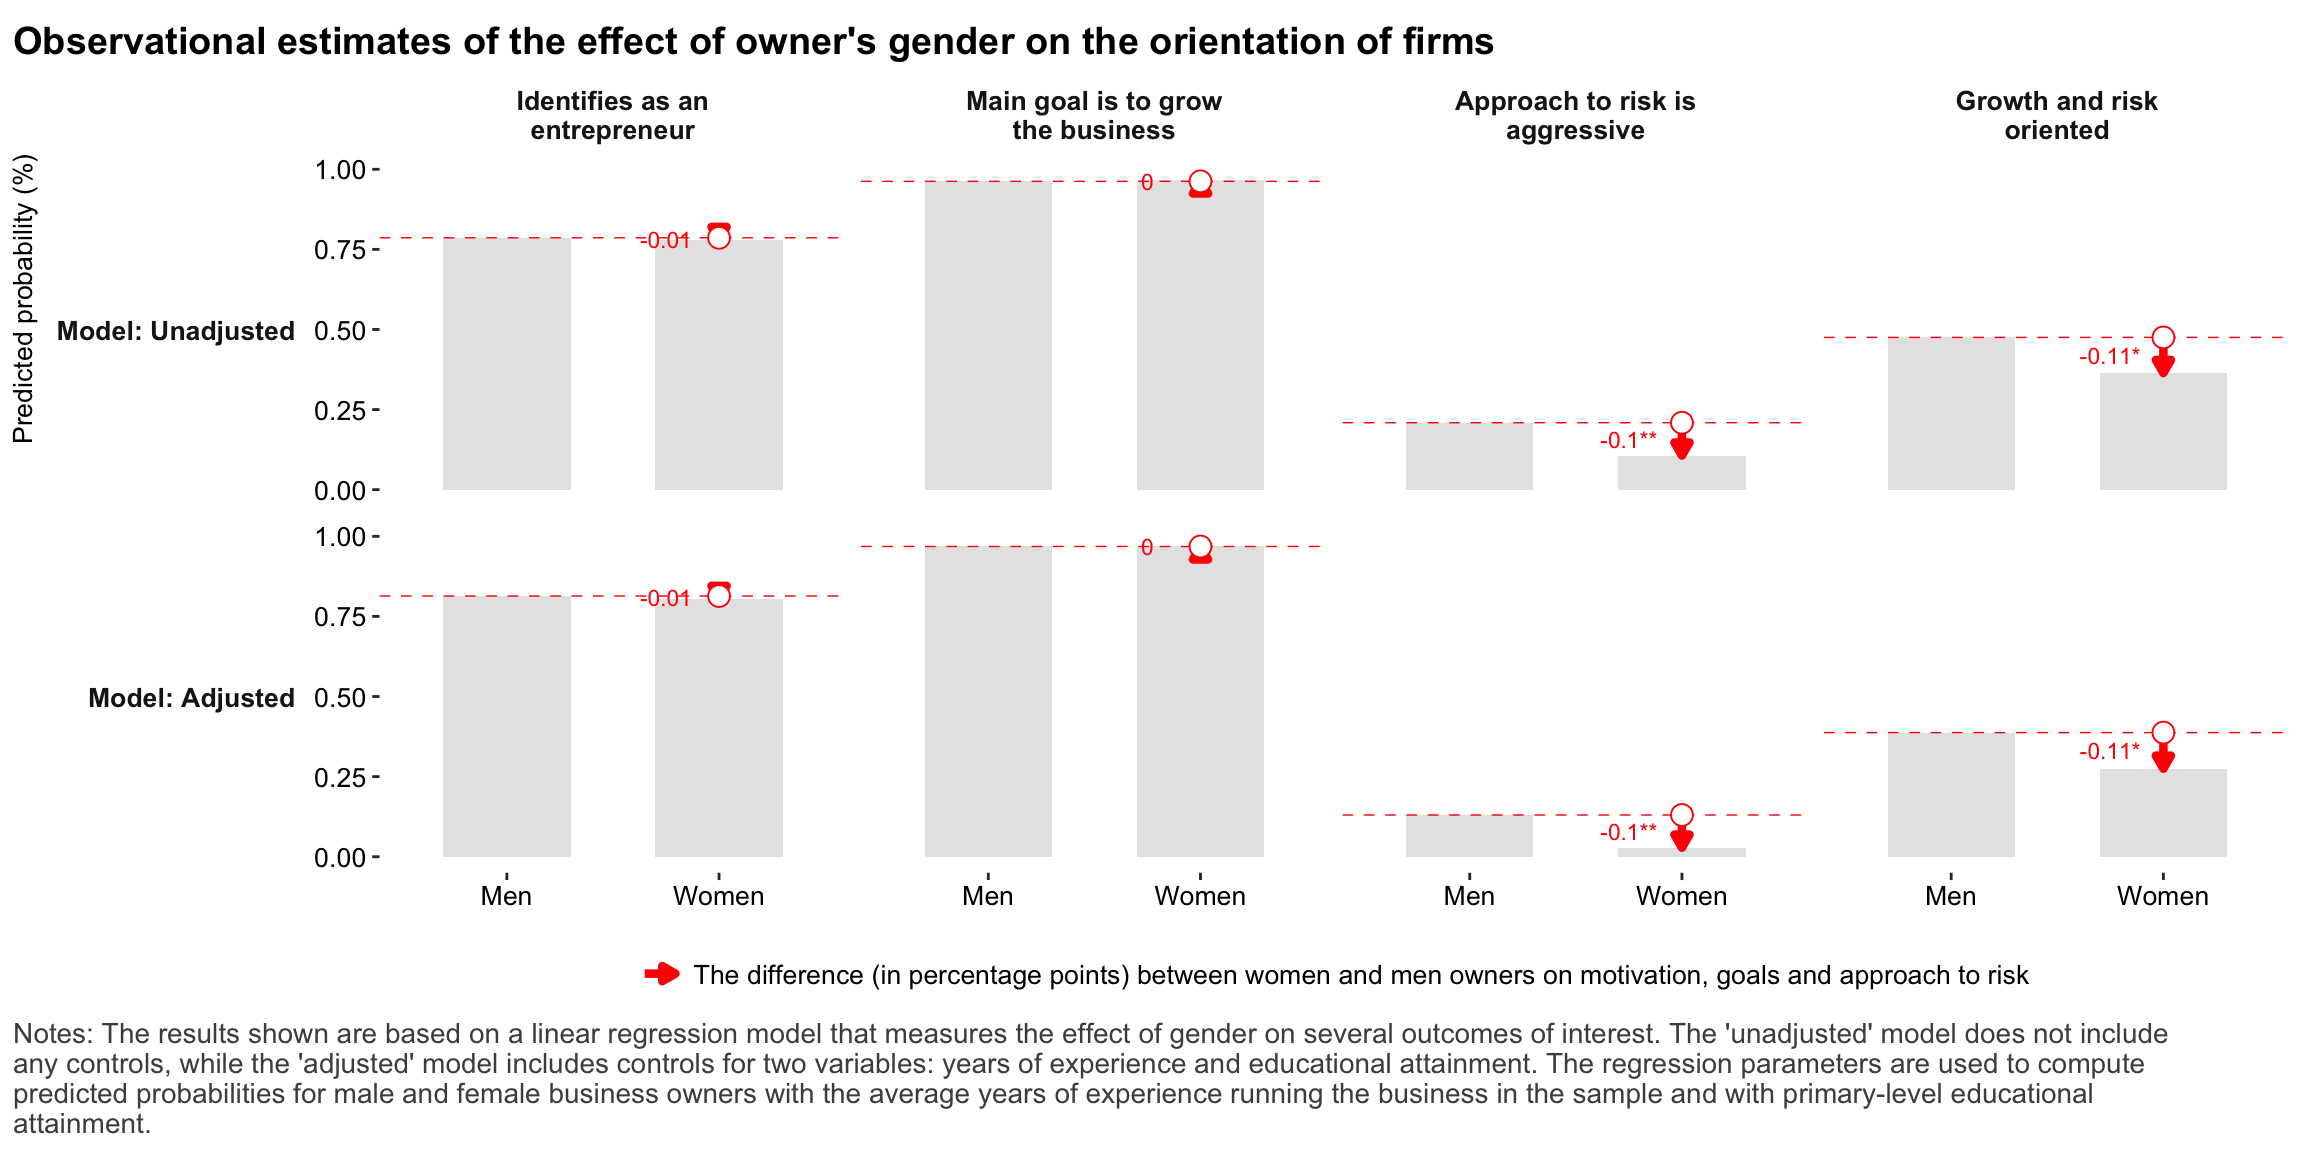 Observational estimates of the effect of owner's gender on the orientation of firms
Identifies as an
entrepreneur
Main goal is to grow
the business
Approach to risk is
aggressive
Growth and risk
oriented
Predicted probability (%)
Model: Unadjusted
1.00
0.75
0.50
0.25
0.00
-0.01
0
-0.1**
-0.11*
Model: Adjusted
1.00
0.75
0.50
0.25
0.00
-0.01
0
-0.1**
-0.11*
Men
Women
Men
Women
Men
Women
Men
Women
The difference (in percentage points) between women and men owners on motivation, goals and approach to risk
Notes: The results shown are based on a linear regression model that measures the effect of gender on several outcomes of interest. The 'unadjusted' model does not include
any controls, while the 'adjusted' model includes controls for two variables: years of experience and educational attainment. The regression parameters are used to compute
predicted probabilities for male and female business owners with the average years of experience running the business in the sample and with primary-level educational
attainment.